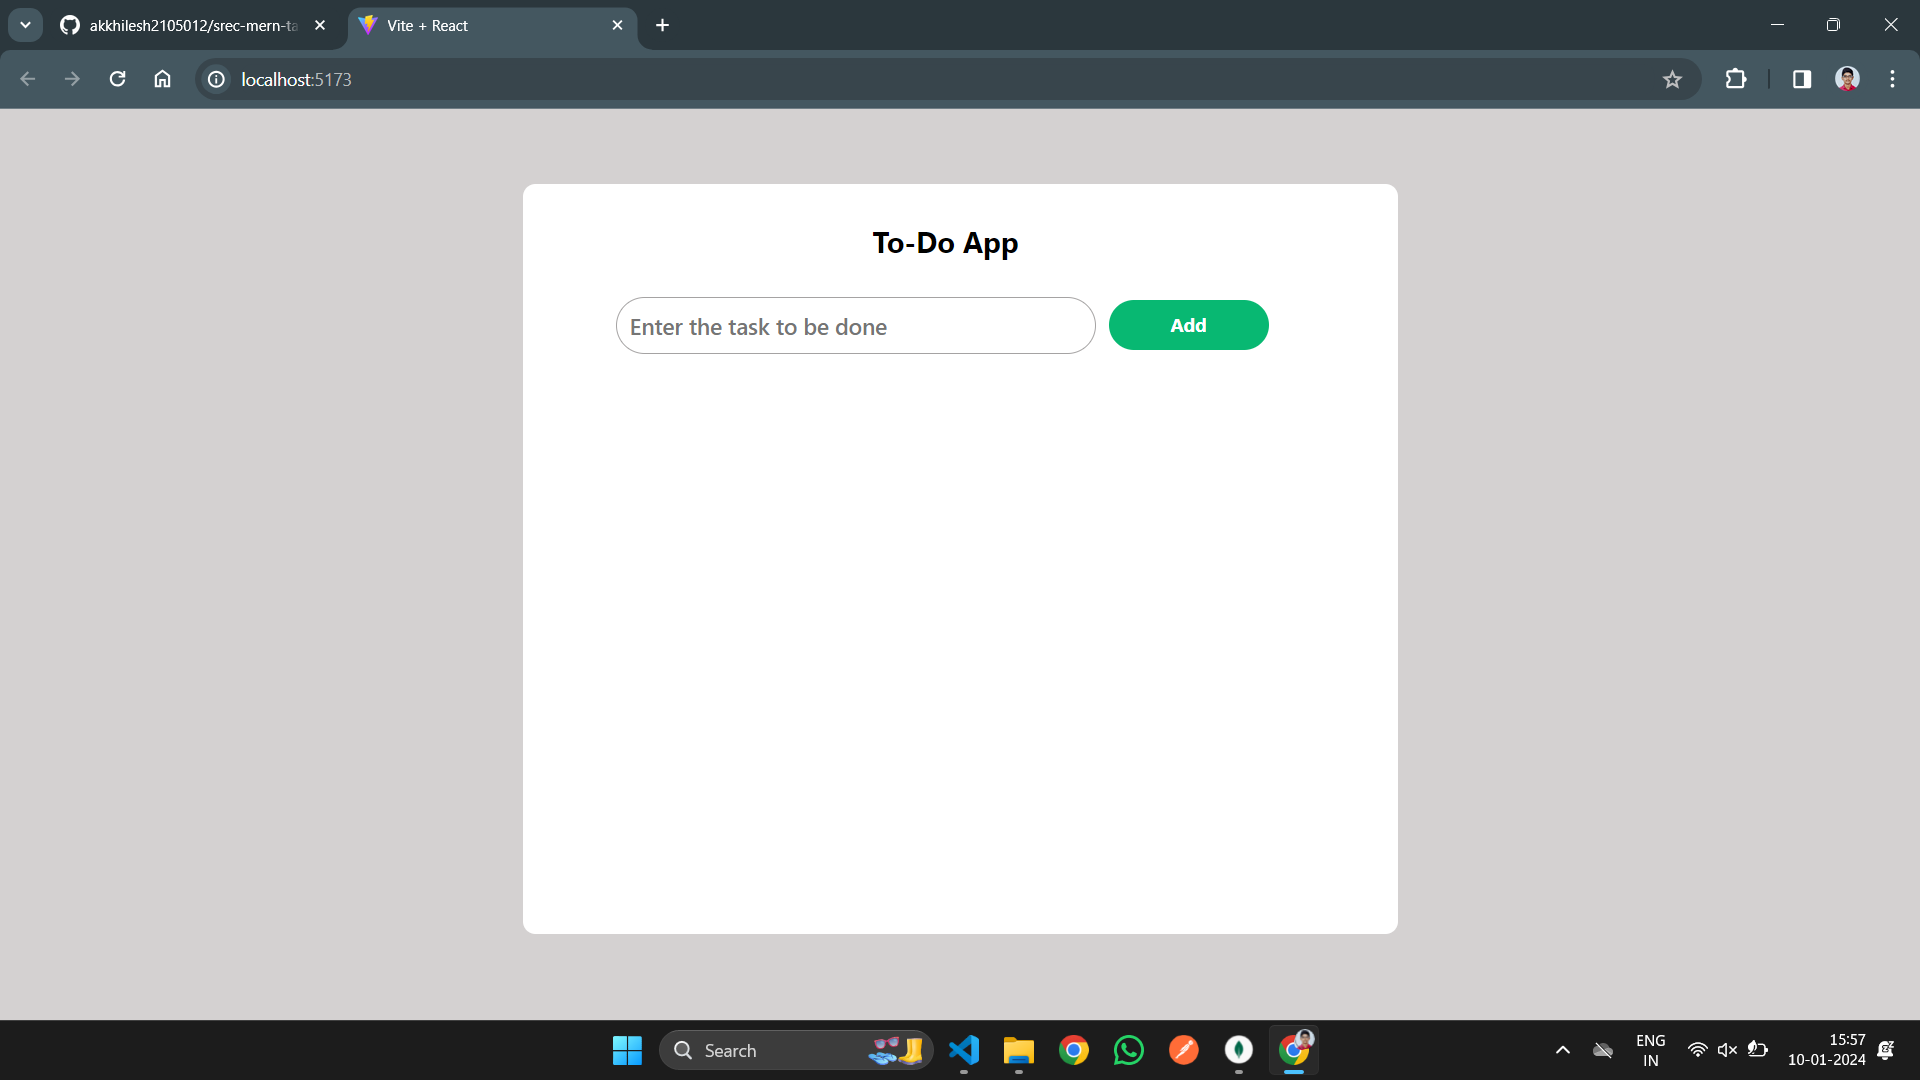 akkhilesh2105012/srec-mern-ta
Vite + React
localhost:5173
To-Do App
Enter the task to be done
Add
Search
ENG
IN
15:57
10-01-2024